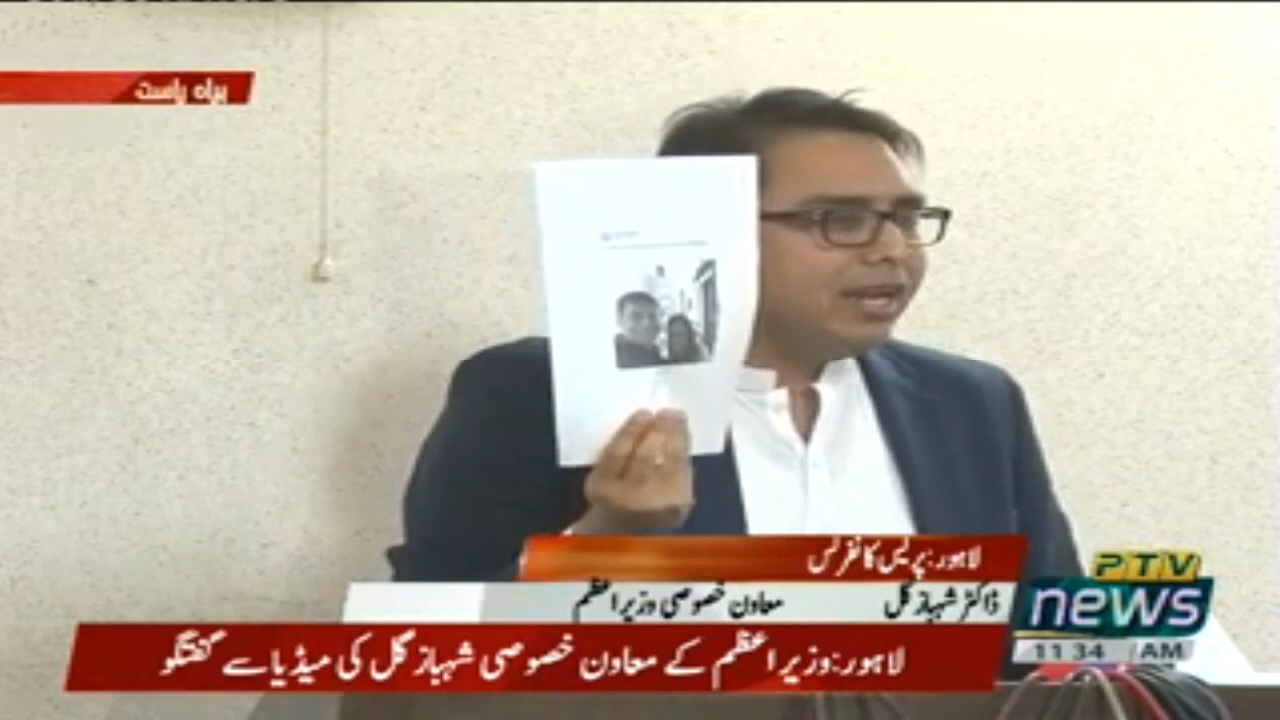 براہ راست
لاہور: پریس کانفرنس
ڈاکٹر شہباز گل معاون خصوصی وزیراعظم
لاہور: وزیراعظم کے معاون خصوصی شہباز گل کی میڈیا سے گفتگو
PTV
news
11 34 AM